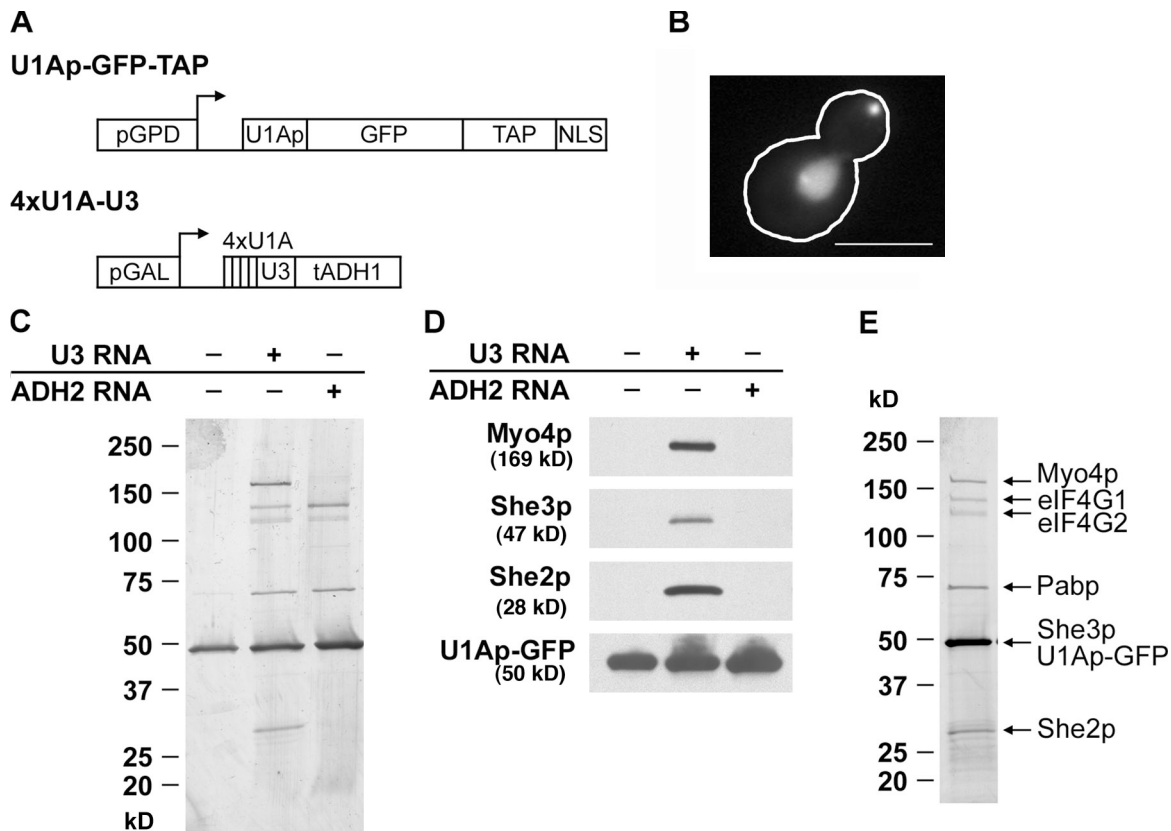 A
U1Ap-GFP-TAP
pGPD U1Ap GFP TAP NLS
4xU1A-U3
4xU1A
pGAL U3 tADH1
B
C
U3 RNA – + –
ADH2 RNA – – +
250
150
100
75
50
37
25
20
kD
D
U3 RNA – + –
ADH2 RNA – – +
Myo4p
(169 kD)
She3p
(47 kD)
She2p
(28 kD)
U1Ap-GFP
(50 kD)
E
kD
250
150
100
75
50
37
25
20
Myo4p
eIF4G1
eIF4G2
Pabp
She3p
U1Ap-GFP
She2p